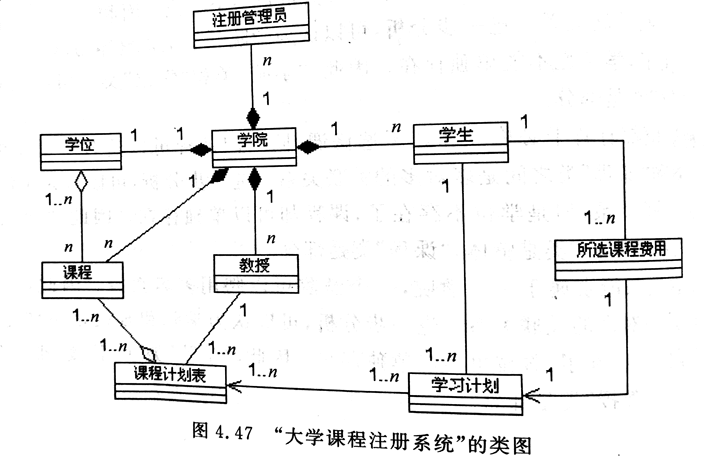 注册管理员
n
1
学位
1
1
学院
1
n
学生
1
1..n
1
n
1
1
1..n
n
n
所选课程费用
课程
教授
1..n
1
1
1..n
1..n
1..n
课程计划表
1..n
1..n
学习计划
1
图 4.47 “大学课程注册系统”的类图